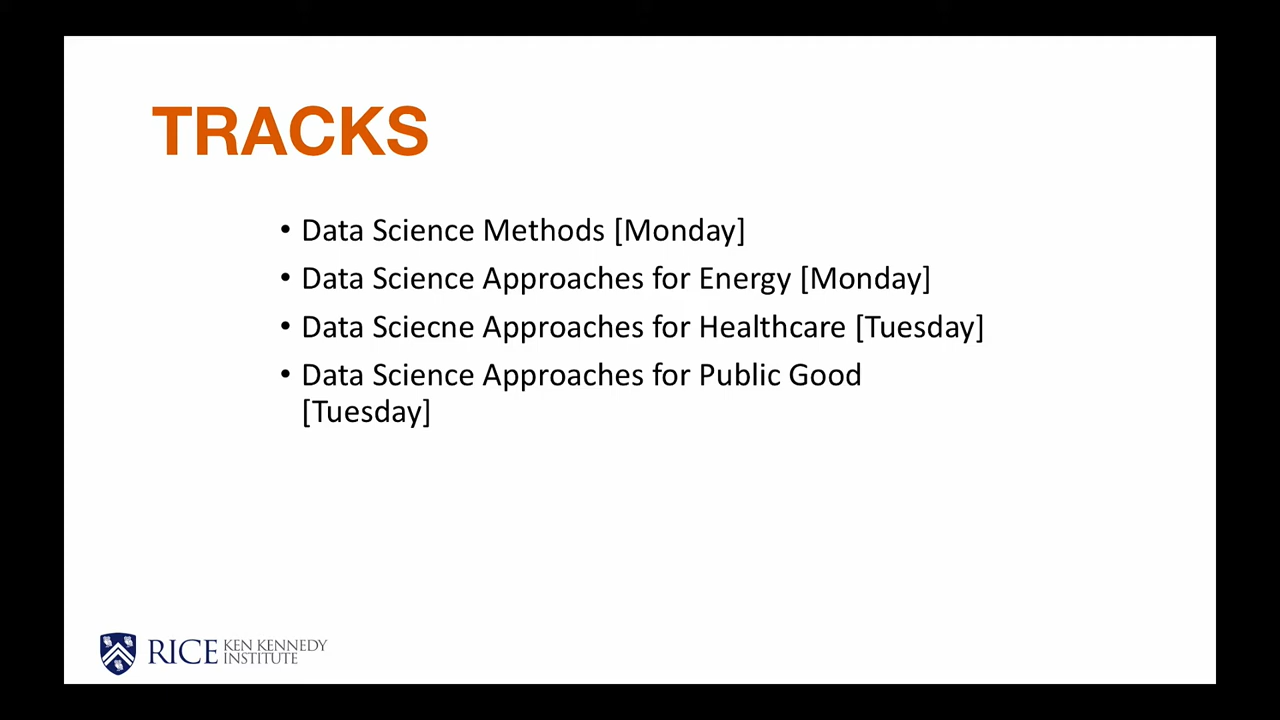 TRACKS
• Data Science Methods [Monday]
• Data Science Approaches for Energy [Monday]
• Data Sciecne Approaches for Healthcare [Tuesday]
• Data Science Approaches for Public Good
[Tuesday]
RICE KEN KENNEDY
INSTITUTE